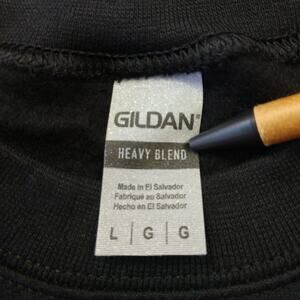 GILDAN®
HEAVY BLEND
Made in El Salvador
Fabriqué au Salvador
Hecho en El Salvador
L | G | G